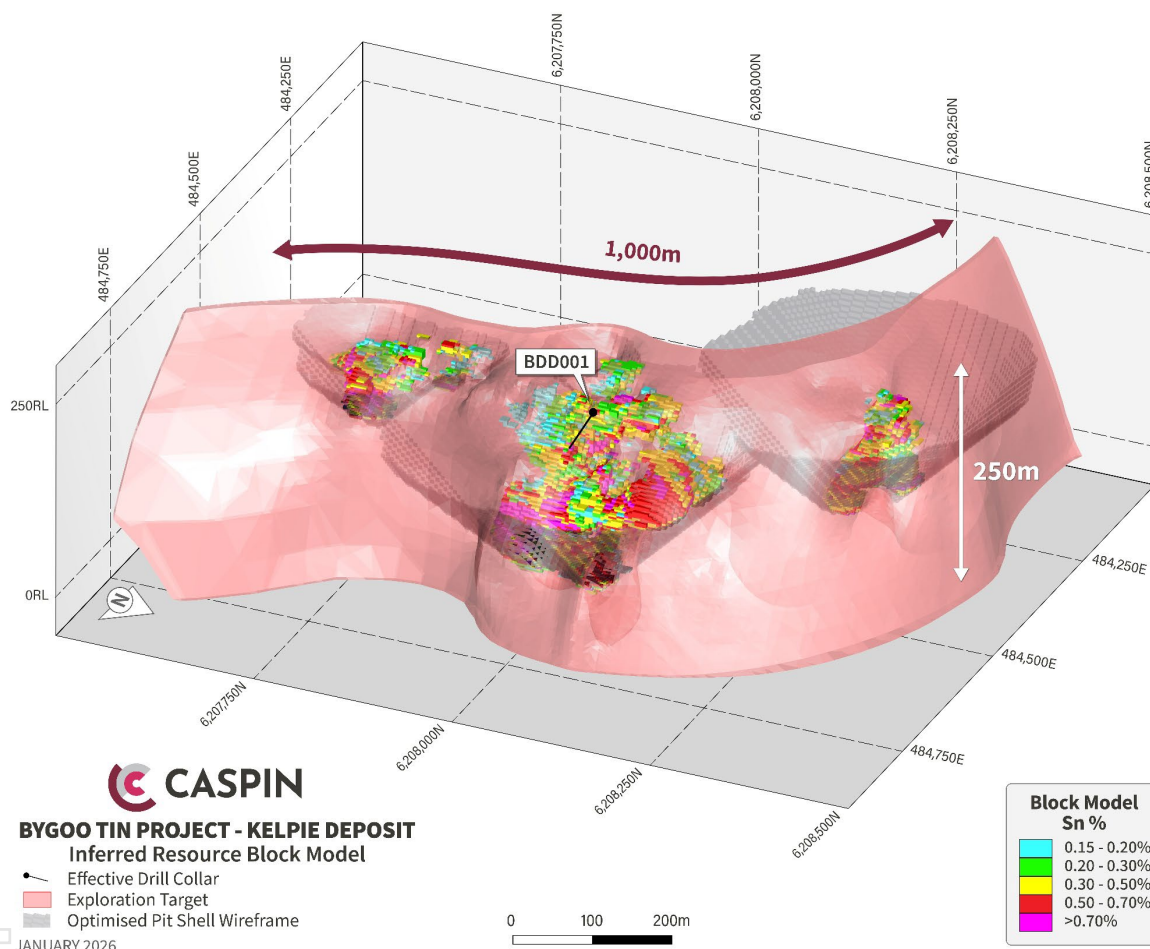 6,207,750N
6,208,000N
6,208,250N
484,250E
484,500E
484,750E
1,000m
BDD001
250RL
250m
0RL
N
484,250E
484,500E
484,750E
6,207,750N
6,208,000N
6,208,250N
6,208,500N
CASPIN
BYGOO TIN PROJECT - KELPIE DEPOSIT
Inferred Resource Block Model
Effective Drill Collar
Exploration Target
Optimised Pit Shell Wireframe
JANUARY 2026
0 100 200m
Block Model
Sn %
0.15 - 0.20%
0.20 - 0.30%
0.30 - 0.50%
0.50 - 0.70%
>0.70%